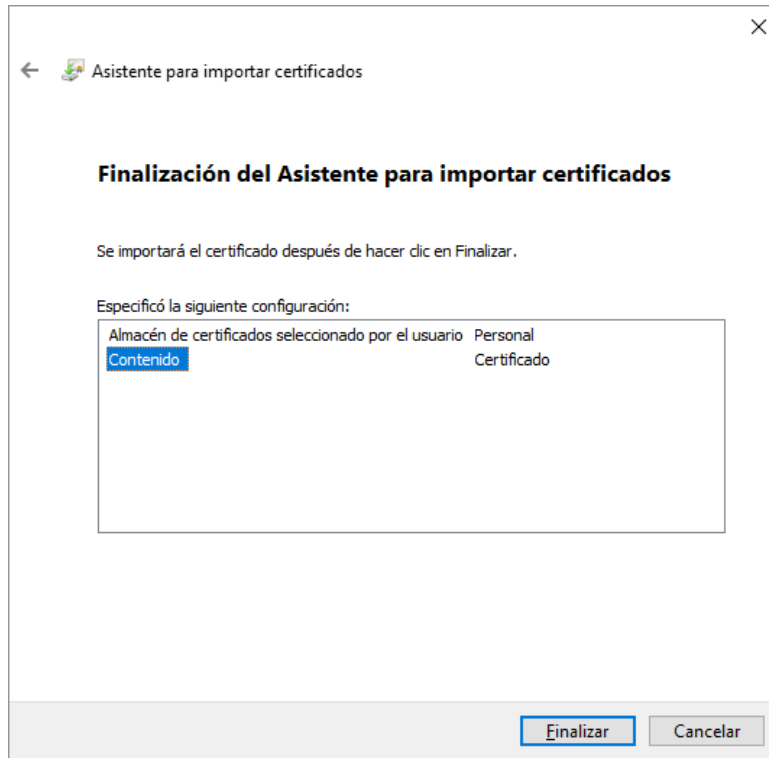 Asistente para importar certificados
Finalización del Asistente para importar certificados
Se importará el certificado después de hacer clic en Finalizar.
Especificó la siguiente configuración:
Almacén de certificados seleccionado por el usuario Personal
Contenido Certificado
Finalizar Cancelar